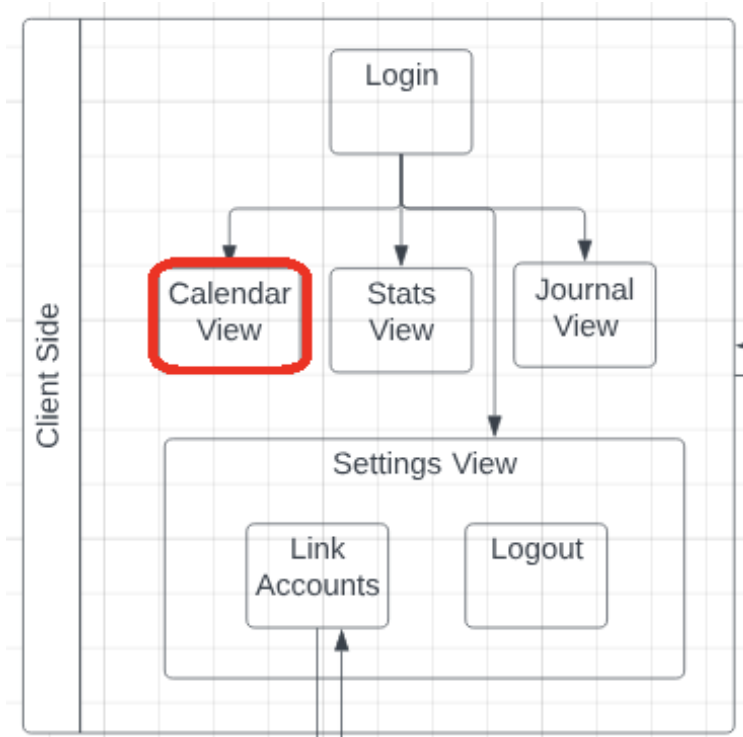 Client Side
Login
Calendar
View
Stats
View
Journal
View
Settings View
Link
Accounts
Logout